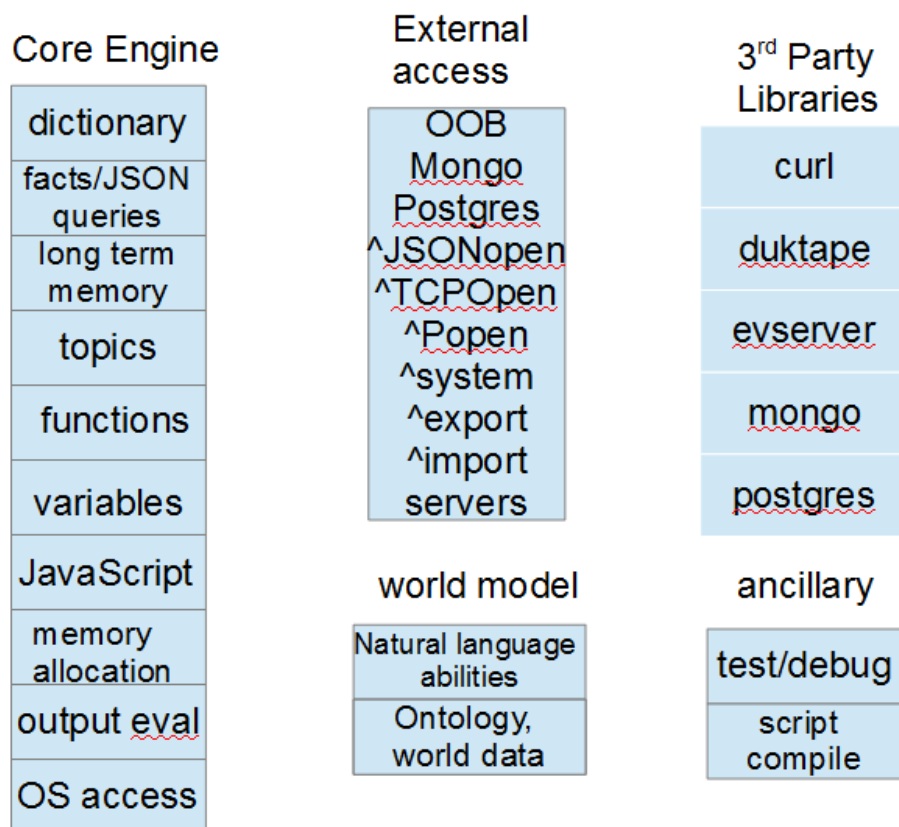 Core Engine
dictionary
facts/JSON
queries
long term
memory
topics
functions
variables
JavaScript
memory
allocation
output eval
OS access
External
access
OOB
Mongo
Postgres
^JSONopen
^TCPOpen
^Popen
^system
^export
^import
servers
world model
Natural language
abilities
Ontology,
world data
3rd Party
Libraries
curl
duktape
evserver
mongo
postgres
ancillary
test/debug
script
compile